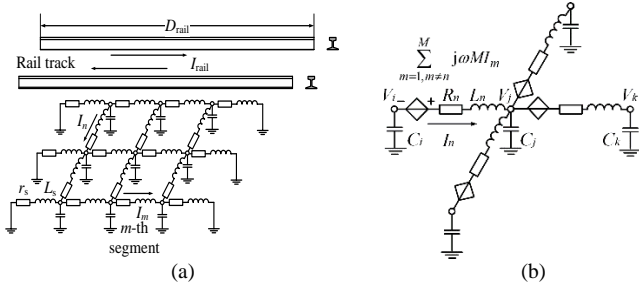 D_rail
I_rail
Rail track
I_n
r_s
L_s
I_m
m-th
segment
(a)
M
∑ jωMI_m
m=1,m≠n
V_i − + R_n L_n V_j V_k
C_i I_n C_j C_k
(b)